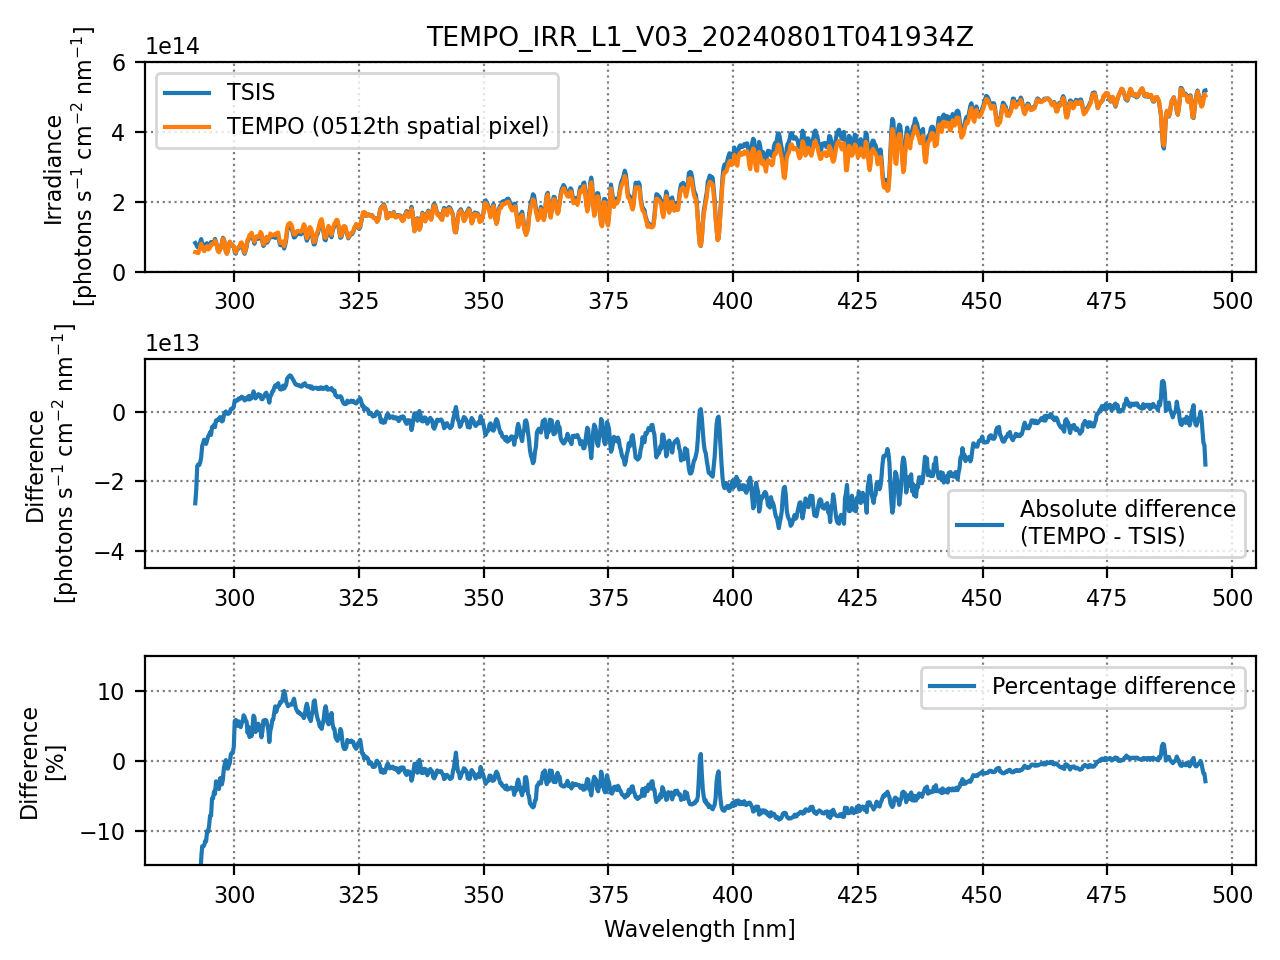 TEMPO_IRR_L1_V03_20240801T041934Z
1e14
Irradiance
[photons s⁻¹ cm⁻² nm⁻¹]
6
4
2
0
TSIS
TEMPO (0512th spatial pixel)
300 325 350 375 400 425 450 475 500
1e13
Difference
[photons s⁻¹ cm⁻² nm⁻¹]
0
−2
−4
Absolute difference
(TEMPO - TSIS)
300 325 350 375 400 425 450 475 500
Difference
[%]
10
0
−10
Percentage difference
300 325 350 375 400 425 450 475 500
Wavelength [nm]